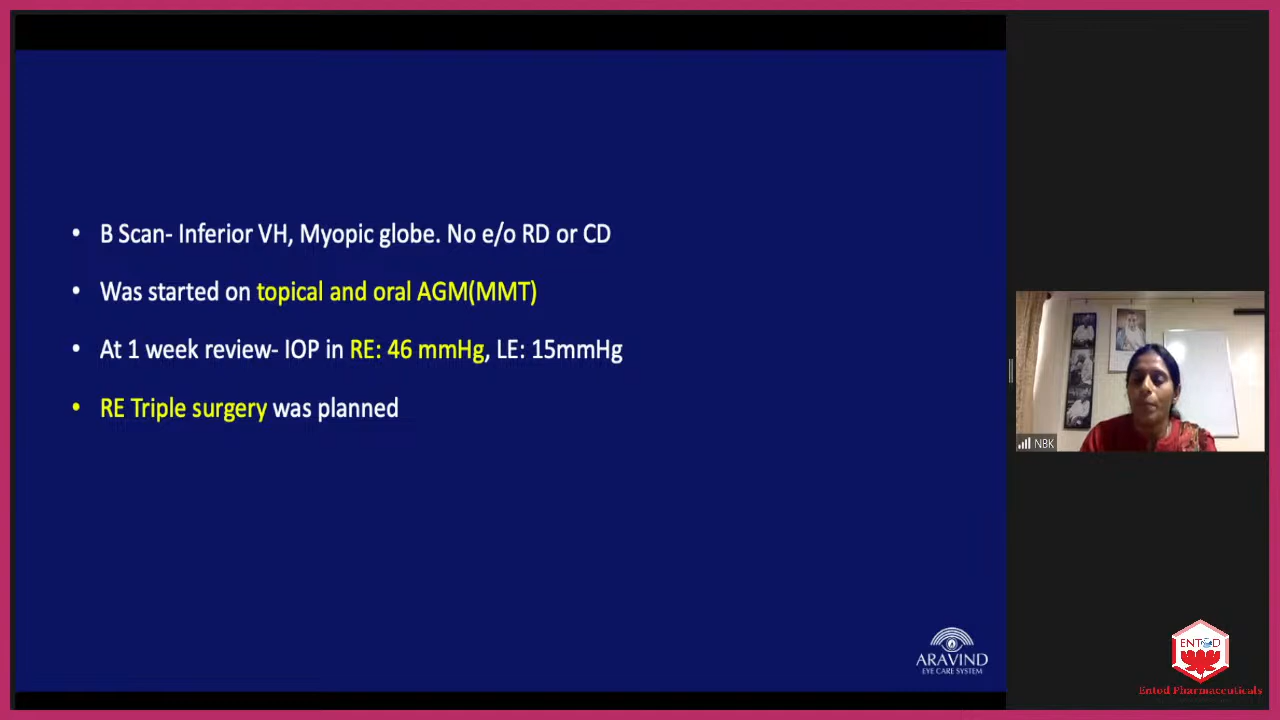 • B Scan- Inferior VH, Myopic globe. No e/o RD or CD
• Was started on topical and oral AGM(MMT)
• At 1 week review- IOP in RE: 46 mmHg, LE: 15mmHg
• RE Triple surgery was planned
NBK
ARAVIND
EYE CARE SYSTEM
ENTOD
Entod Pharmaceuticals